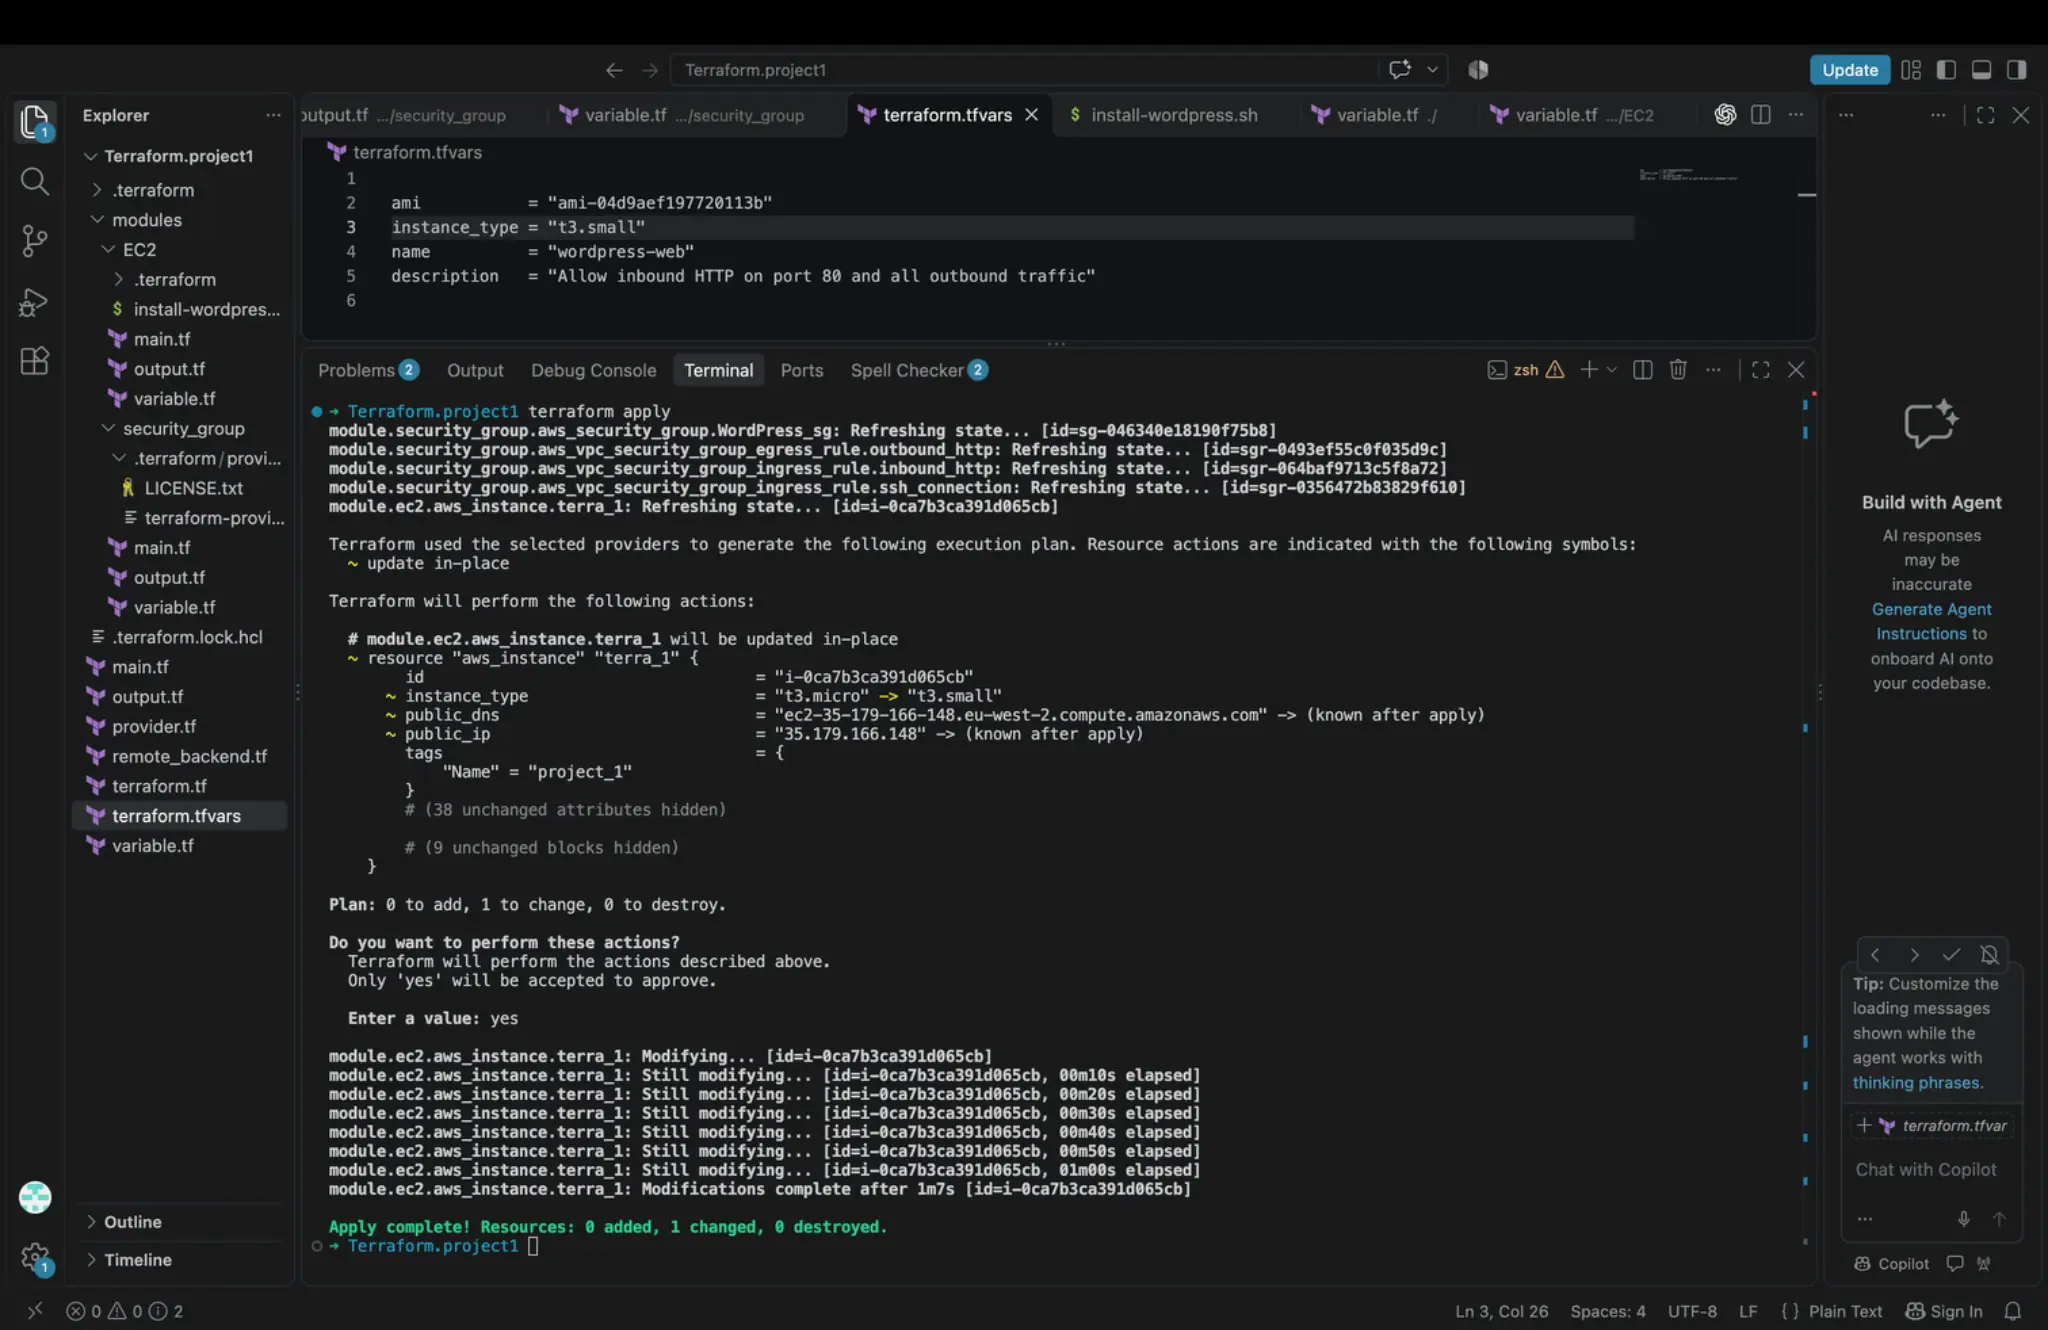 Terraform.project1
Update
Explorer
Terraform.project1
.terraform
modules
EC2
.terraform
install-wordpres...
main.tf
output.tf
variable.tf
security_group
.terraform/provi...
LICENSE.txt
terraform-provi...
main.tf
output.tf
variable.tf
.terraform.lock.hcl
main.tf
output.tf
provider.tf
remote_backend.tf
terraform.tf
terraform.tfvars
variable.tf
Outline
Timeline
output.tf .../security_group
variable.tf .../security_group
terraform.tfvars
$ install-wordpress.sh
variable.tf ./
variable.tf .../EC2
terraform.tfvars
1
2 ami = "ami-04d9aef197720113b"
3 instance_type = "t3.small"
4 name = "wordpress-web"
5 description = "Allow inbound HTTP on port 80 and all outbound traffic"
6
Problems 2 Output Debug Console Terminal Ports Spell Checker 2
zsh
→ Terraform.project1 terraform apply
module.security_group.aws_security_group.WordPress_sg: Refreshing state... [id=sg-046340e18190f75b8]
module.security_group.aws_vpc_security_group_egress_rule.outbound_http: Refreshing state... [id=sgr-0493ef55c0f035d9c]
module.security_group.aws_vpc_security_group_ingress_rule.inbound_http: Refreshing state... [id=sgr-064baf9713c5f8a72]
module.security_group.aws_vpc_security_group_ingress_rule.ssh_connection: Refreshing state... [id=sgr-0356472b83829f610]
module.ec2.aws_instance.terra_1: Refreshing state... [id=i-0ca7b3ca391d065cb]
Terraform used the selected providers to generate the following execution plan. Resource actions are indicated with the following symbols:
~ update in-place
Terraform will perform the following actions:
# module.ec2.aws_instance.terra_1 will be updated in-place
~ resource "aws_instance" "terra_1" {
id = "i-0ca7b3ca391d065cb"
~ instance_type = "t3.micro" -> "t3.small"
~ public_dns = "ec2-35-179-166-148.eu-west-2.compute.amazonaws.com" -> (known after apply)
~ public_ip = "35.179.166.148" -> (known after apply)
tags = {
"Name" = "project_1"
}
# (38 unchanged attributes hidden)
# (9 unchanged blocks hidden)
}
Plan: 0 to add, 1 to change, 0 to destroy.
Do you want to perform these actions?
Terraform will perform the actions described above.
Only 'yes' will be accepted to approve.
Enter a value: yes
module.ec2.aws_instance.terra_1: Modifying... [id=i-0ca7b3ca391d065cb]
module.ec2.aws_instance.terra_1: Still modifying... [id=i-0ca7b3ca391d065cb, 00m10s elapsed]
module.ec2.aws_instance.terra_1: Still modifying... [id=i-0ca7b3ca391d065cb, 00m20s elapsed]
module.ec2.aws_instance.terra_1: Still modifying... [id=i-0ca7b3ca391d065cb, 00m30s elapsed]
module.ec2.aws_instance.terra_1: Still modifying... [id=i-0ca7b3ca391d065cb, 00m40s elapsed]
module.ec2.aws_instance.terra_1: Still modifying... [id=i-0ca7b3ca391d065cb, 00m50s elapsed]
module.ec2.aws_instance.terra_1: Still modifying... [id=i-0ca7b3ca391d065cb, 01m00s elapsed]
module.ec2.aws_instance.terra_1: Modifications complete after 1m7s [id=i-0ca7b3ca391d065cb]
Apply complete! Resources: 0 added, 1 changed, 0 destroyed.
→ Terraform.project1
Build with Agent
AI responses
may be
inaccurate
Generate Agent
Instructions to
onboard AI onto
your codebase.
Tip: Customize the
loading messages
shown while the
agent works with
thinking phrases.
terraform.tfvar
Chat with Copilot
Copilot
0 0 2
Ln 3, Col 26 Spaces: 4 UTF-8 LF {} Plain Text Sign In